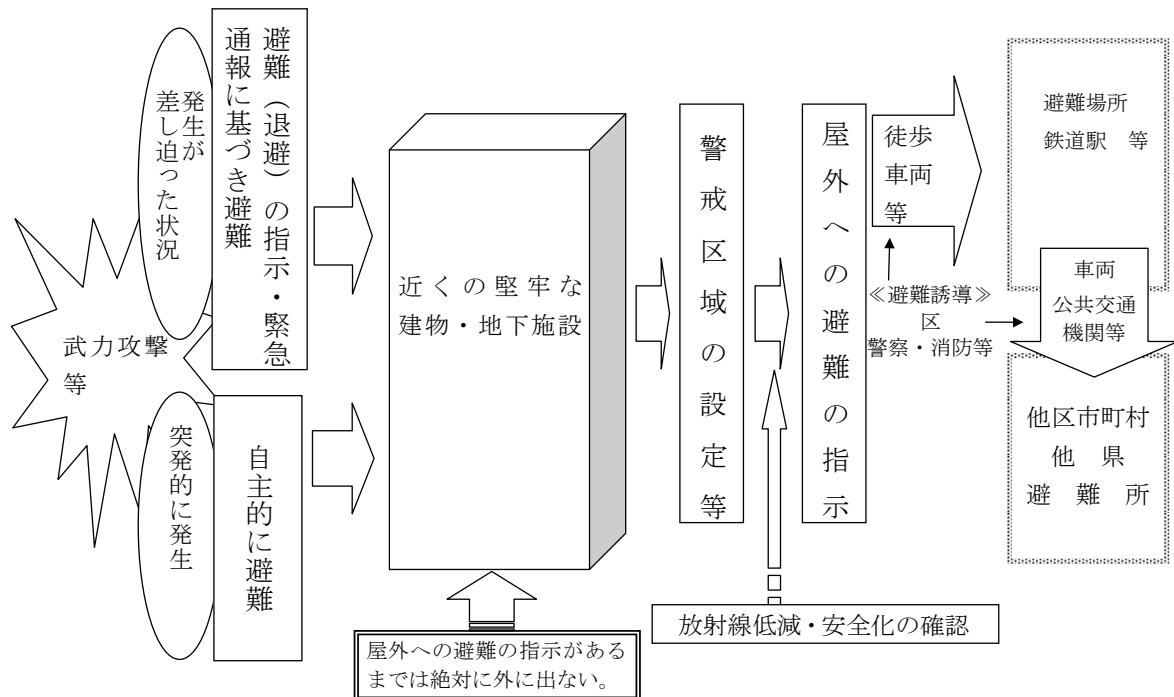 武力攻撃
等
発生が
差し迫った状況
避難（退避）の指示・緊急
通報に基づき避難
突発的に発生
自主的に避難
近くの堅牢な
建物・地下施設
屋外への避難の指示がある
までは絶対に外に出ない。
警戒区域の設定等
放射線低減・安全化の確認
屋外への避難の指示
徒歩
車両
等
≪避難誘導≫
区
警察・消防等
避難場所
鉄道駅　等
車両
公共交通
機関等
他区市町村
他　県
避　難　所